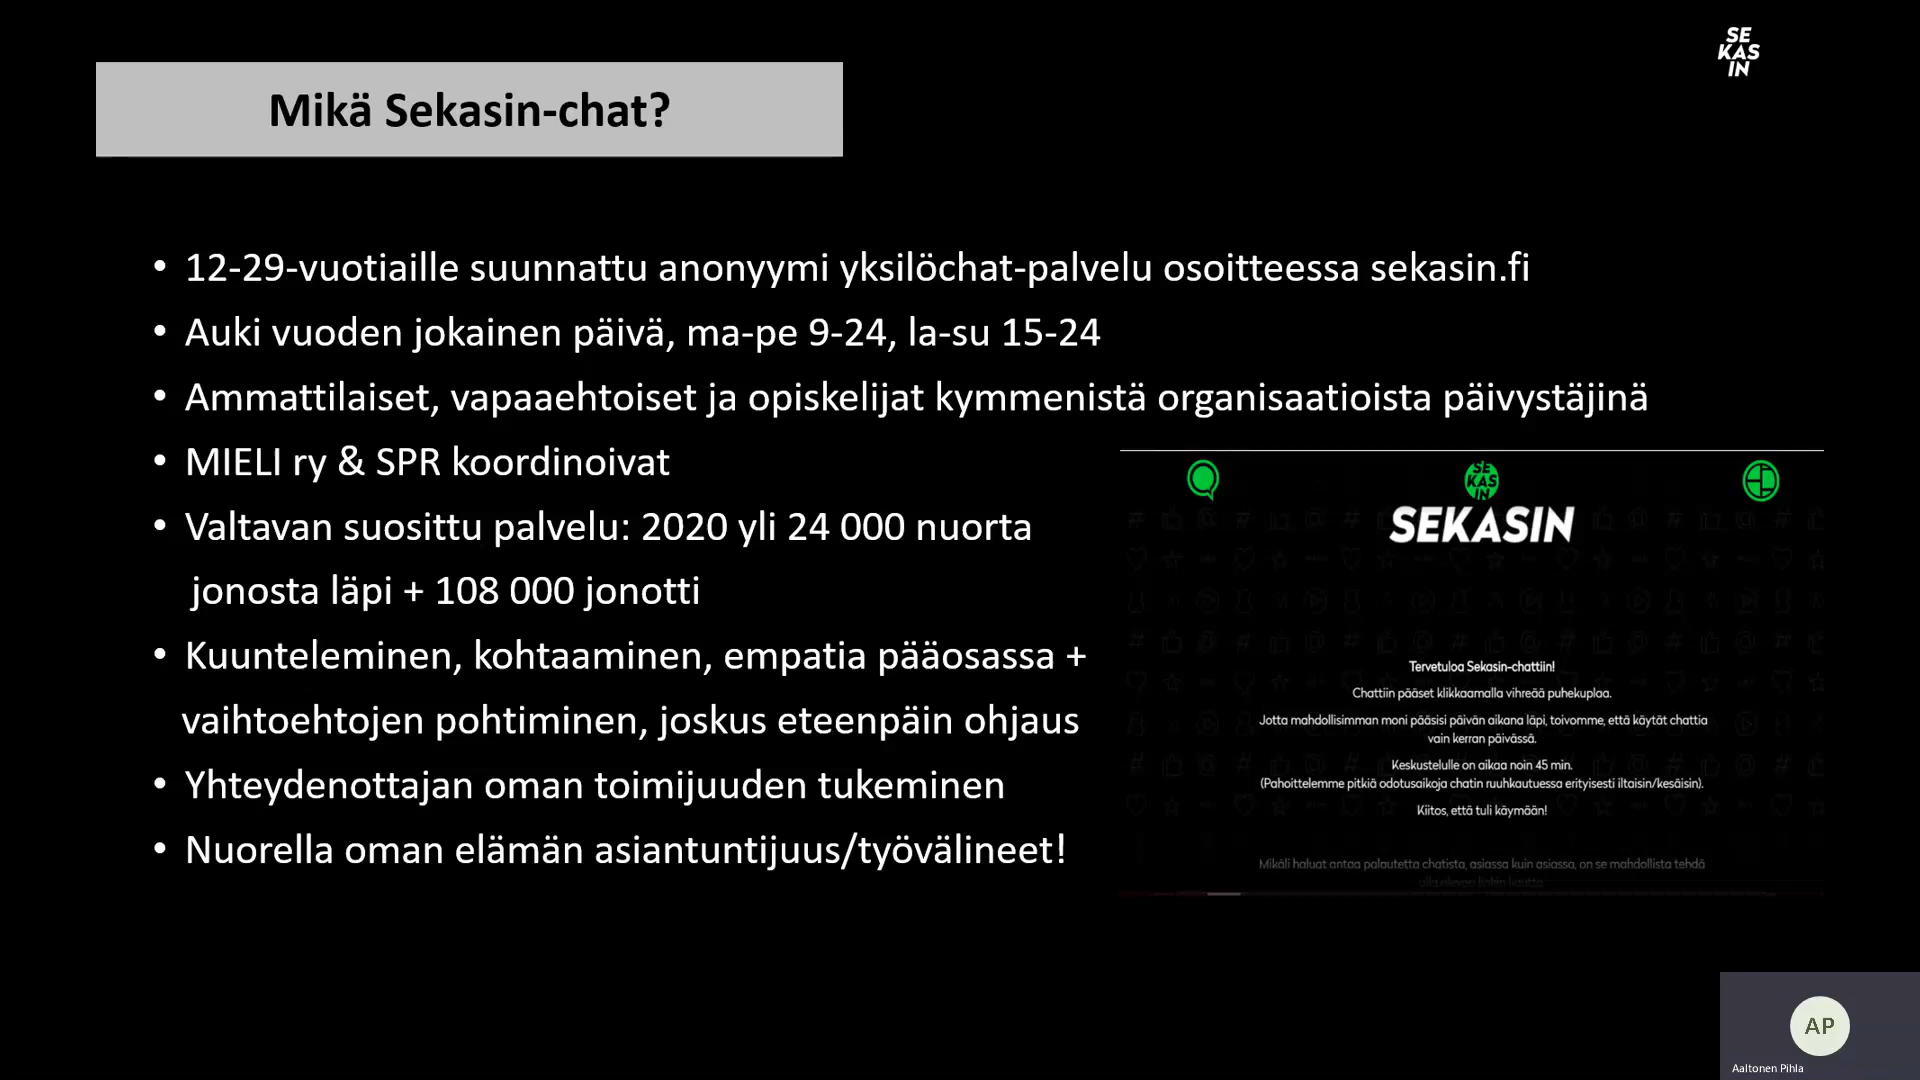 SE
KAS
IN
Mikä Sekasin-chat?
• 12-29-vuotiaille suunnattu anonyymi yksilöchat-palvelu osoitteessa sekasin.fi
• Auki vuoden jokainen päivä, ma-pe 9-24, la-su 15-24
• Ammattilaiset, vapaaehtoiset ja opiskelijat kymmenistä organisaatioista päivystäjinä
• MIELI ry & SPR koordinoivat
• Valtavan suosittu palvelu: 2020 yli 24 000 nuorta
jonosta läpi + 108 000 jonotti
• Kuunteleminen, kohtaaminen, empatia pääosassa +
vaihtoehtojen pohtiminen, joskus eteenpäin ohjaus
• Yhteydenottajan oman toimijuuden tukeminen
• Nuorella oman elämän asiantuntijuus/työvälineet!
SE
KAS
IN
SEKASIN
Tervetuloa Sekasin-chattiin!
Chattiin pääset klikkaamalla vihreää puhekuplaa.
Jotta mahdollisimman moni pääsisi päivän aikana läpi, toivomme, että käytät chattia
vain kerran päivässä.
Keskustelulle on aikaa noin 45 min.
(Pahoittelemme pitkiä odotusaikoja chatin ruuhkautuessa erityisesti iltaisin/kesäisin).
Kiitos, että tuli käymään!
Mikäli haluat antaa palautetta chatista, asiassa kuin asiassa, on se mahdollista tehdä
AP
Aaltonen Pihla